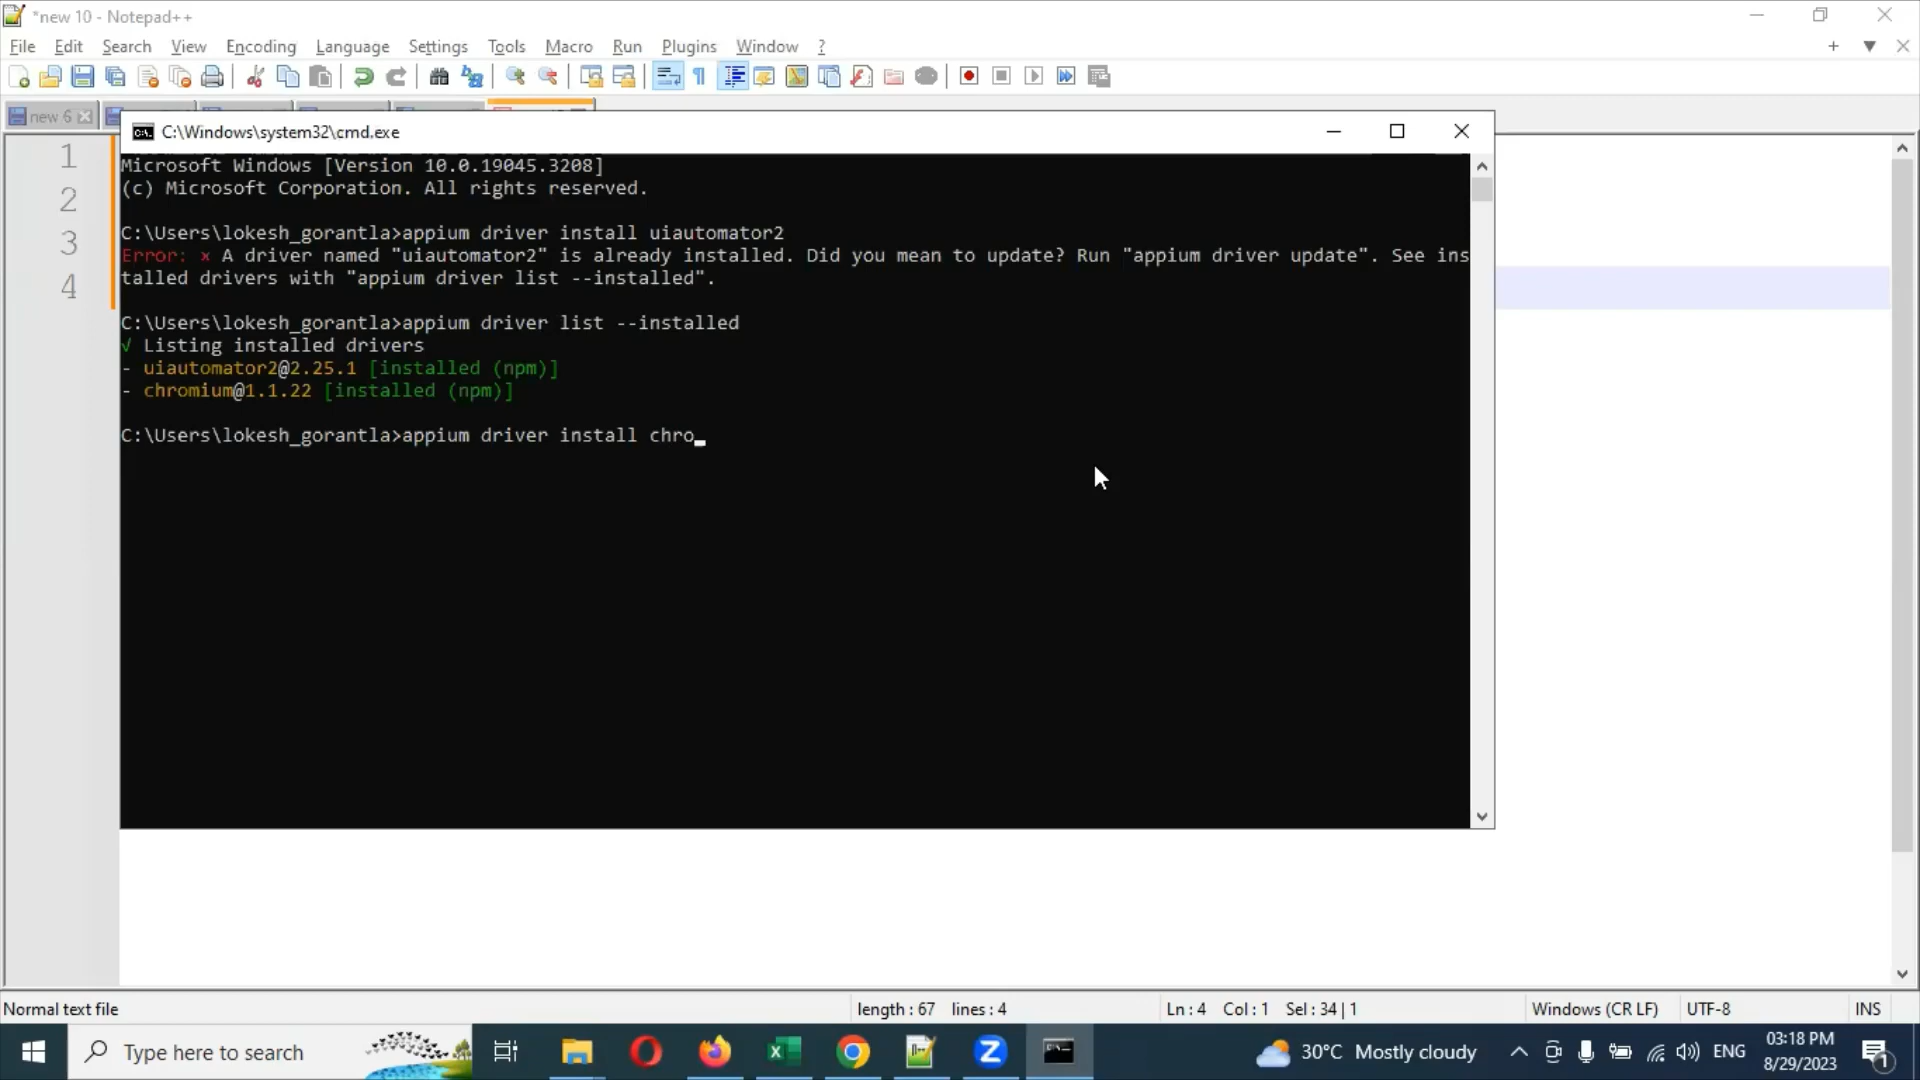 *new 10 - Notepad++
File Edit Search View Encoding Language Settings Tools Macro Run Plugins Window ?
new 6
C:\Windows\system32\cmd.exe
1
2
3
4
Microsoft Windows [Version 10.0.19045.3208]
(c) Microsoft Corporation. All rights reserved.
C:\Users\lokesh_gorantla>appium driver install uiautomator2
Error: × A driver named "uiautomator2" is already installed. Did you mean to update? Run "appium driver update". See ins
talled drivers with "appium driver list --installed".
C:\Users\lokesh_gorantla>appium driver list --installed
√ Listing installed drivers
- uiautomator2@2.25.1 [installed (npm)]
- chromium@1.1.22 [installed (npm)]
C:\Users\lokesh_gorantla>appium driver install chro_
Normal text file length : 67 lines : 4 Ln : 4 Col : 1 Sel : 34 | 1 Windows (CR LF) UTF-8 INS
Type here to search 30°C Mostly cloudy ENG 03:18 PM
8/29/2023 1